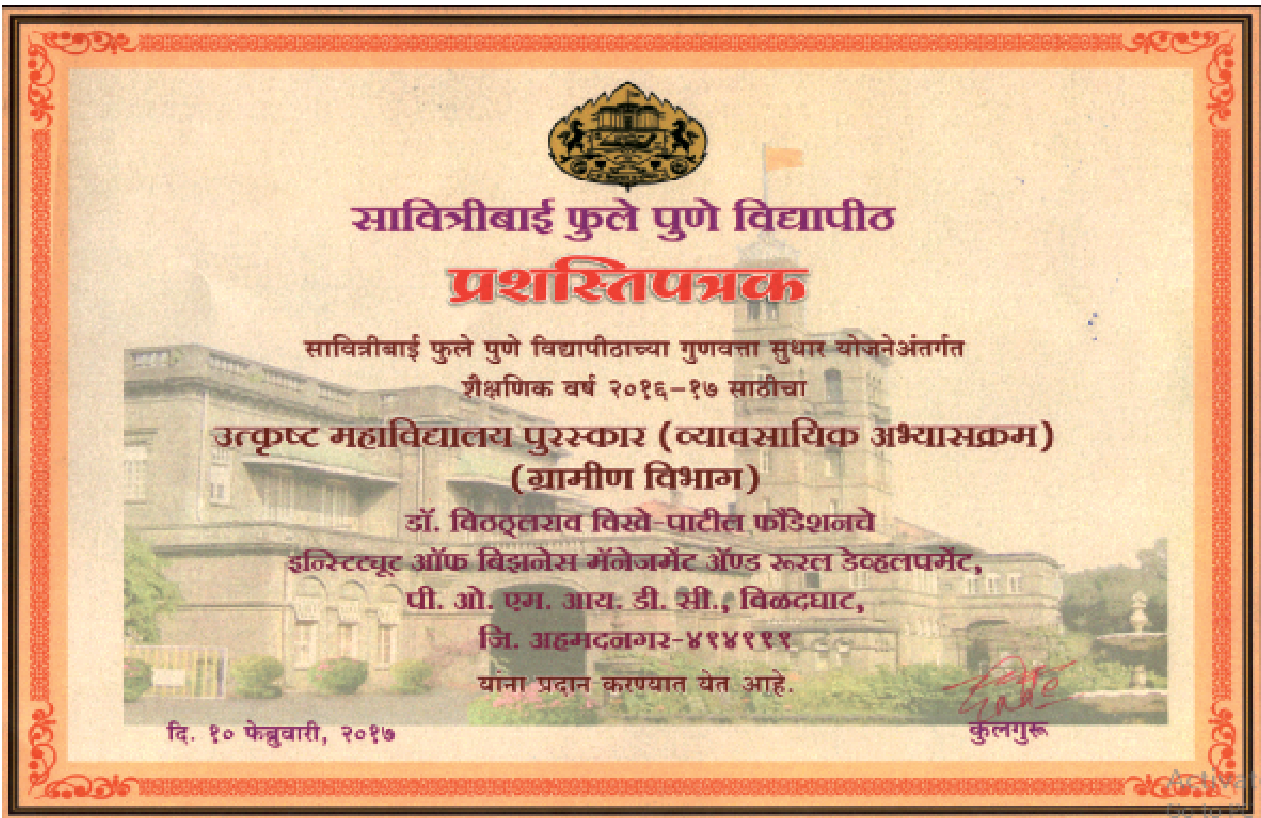 सावित्रीबाई फुले पुणे विद्यापीठ
प्रशस्तिपत्रक
सावित्रीबाई फुले पुणे विद्यापीठाच्या गुणवत्ता सुधार योजनेअंतर्गत
शैक्षणिक वर्ष २०१६-१७ साठीचा
उत्कृष्ट महाविद्यालय पुरस्कार (व्यावसायिक अभ्यासक्रम)
(ग्रामीण विभाग)
डॉ. विठठ्लराव विखे-पाटील फौंडेशनचे
इन्स्टिट्यूट ऑफ बिझनेस मॅनेजमेंट ॲण्ड रूरल डेव्हलपमेंट,
पी. ओ. एम. आय. डी. सी., विळदघाट,
जि. अहमदनगर-४१४१११
यांना प्रदान करण्यात येत आहे.
दि. १० फेब्रुवारी, २०१७
कुलगुरू